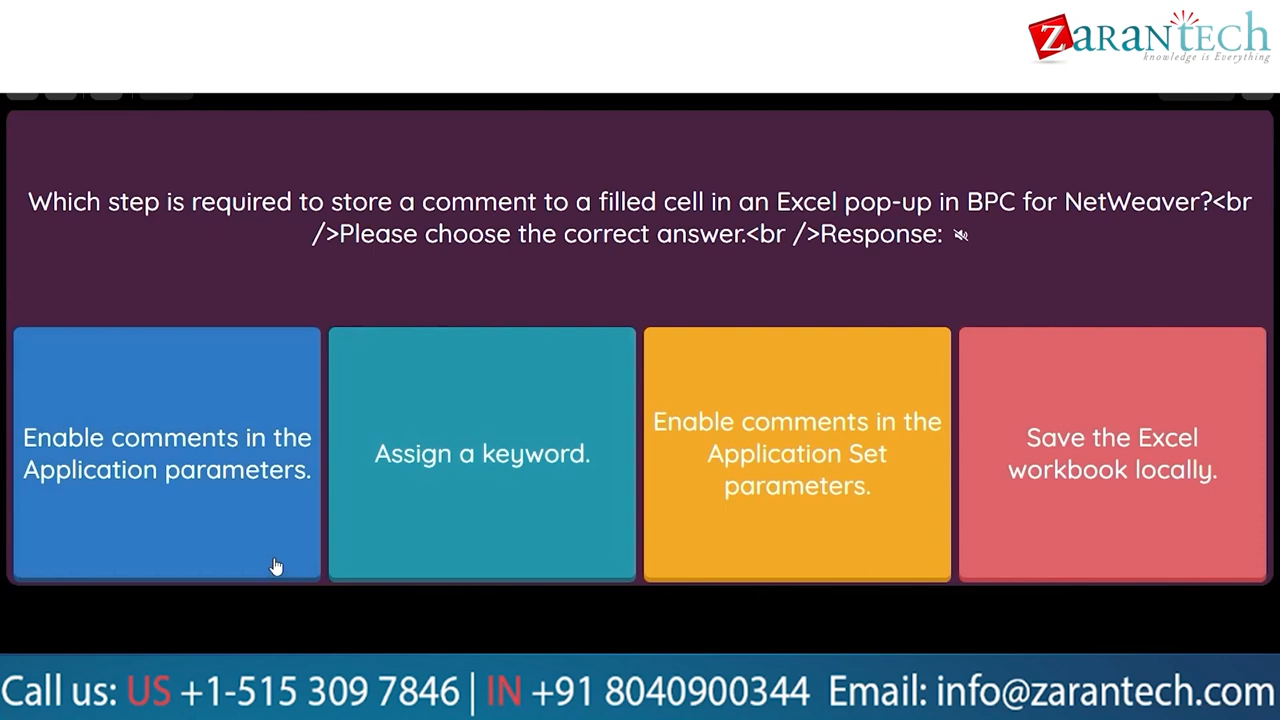 ZARANTECH
knowledge is Everything
Which step is required to store a comment to a filled cell in an Excel pop-up in BPC for NetWeaver?<br
/>Please choose the correct answer.<br />Response:
Enable comments in the
Application parameters.
Assign a keyword.
Enable comments in the
Application Set
parameters.
Save the Excel
workbook locally.
Call us: US +1-515 309 7846 | IN +91 8040900344 Email: info@zarantech.com